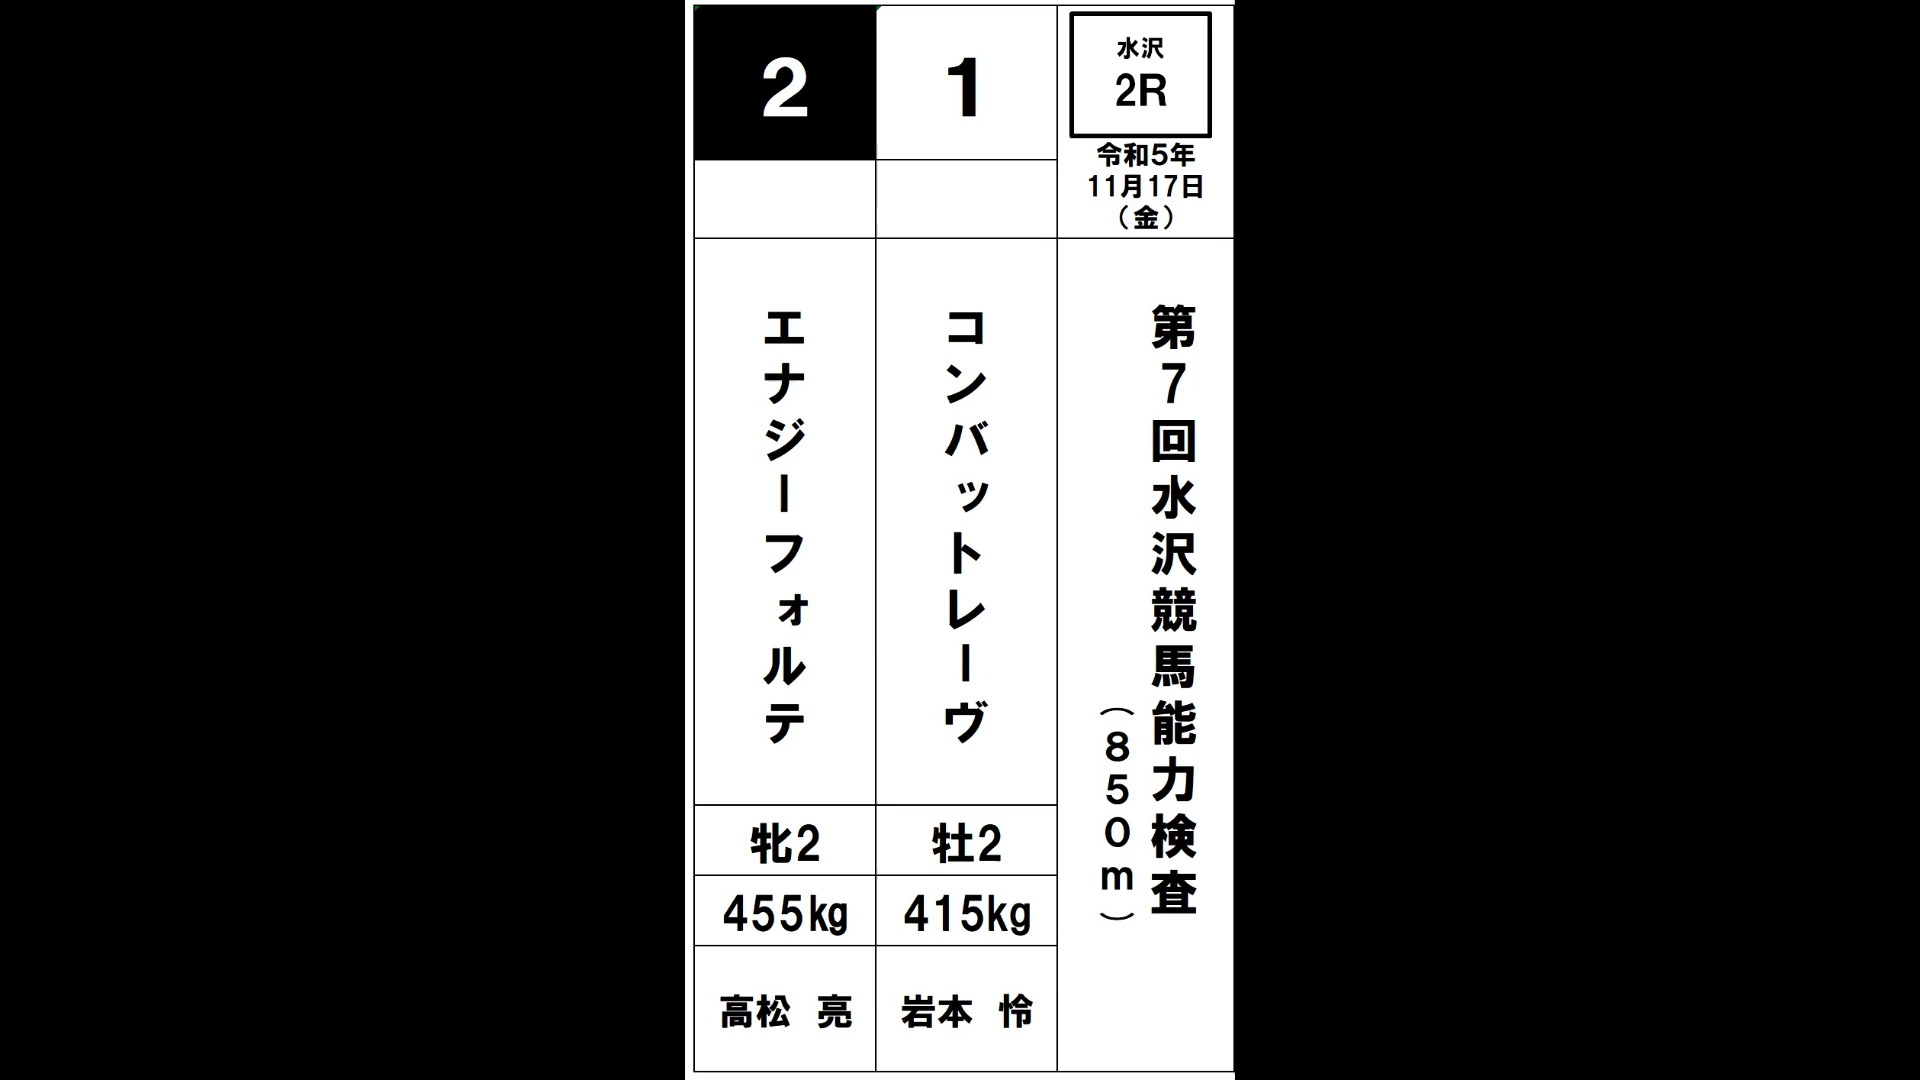 水沢
2R
令和5年
11月17日
（金）
第7回水沢競馬能力検査
（850m）
1
コンバットレーヴ
牡2
415kg
岩本 怜
2
エナジーフォルテ
牝2
455kg
高松 亮